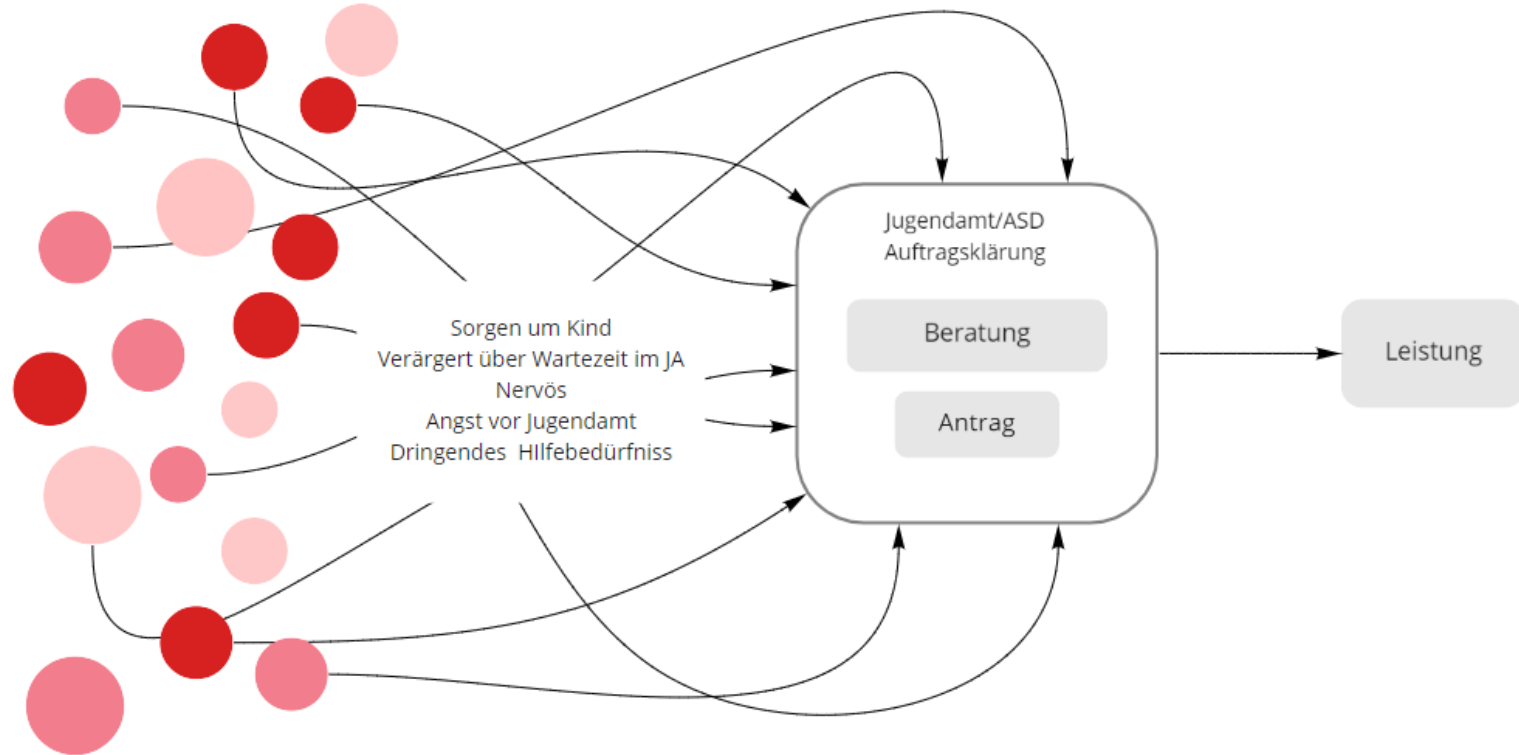 Jugendamt/ASD
Auftragsklärung
Beratung
Antrag
Leistung
Sorgen um Kind
Verärgert über Wartezeit im JA
Nervös
Angst vor Jugendamt
Dringendes  HIlfebedürfniss